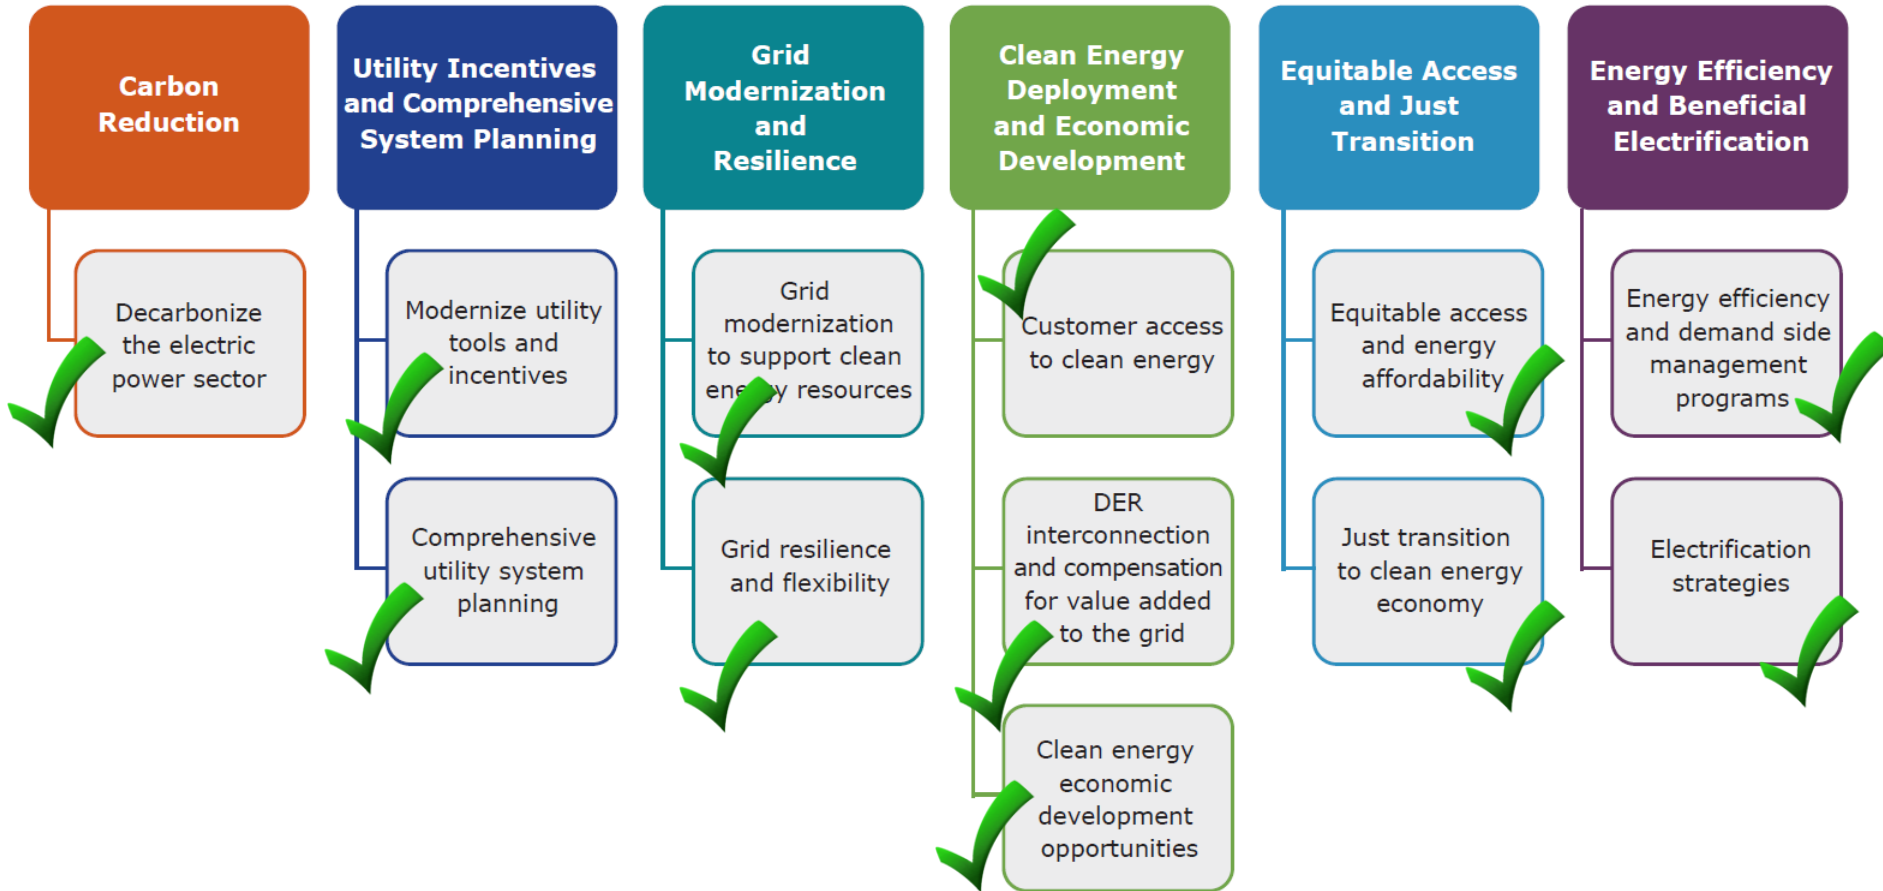 Carbon
Reduction
Utility Incentives
and Comprehensive
System Planning
Grid
Modernization
and
Resilience
Clean Energy
Deployment
and Economic
Development
Equitable Access
and Just
Transition
Energy Efficiency
and Beneficial
Electrification
Decarbonize
the electric
power sector
Modernize utility
tools and
incentives
Grid
modernization
to support clean
energy resources
Customer access
to clean energy
Equitable access
and energy
affordability
Energy efficiency
and demand side
management
programs
Comprehensive
utility system
planning
Grid resilience
and flexibility
DER
interconnection
and compensation
for value added
to the grid
Just transition
to clean energy
economy
Electrification
strategies
Clean energy
economic
development
opportunities